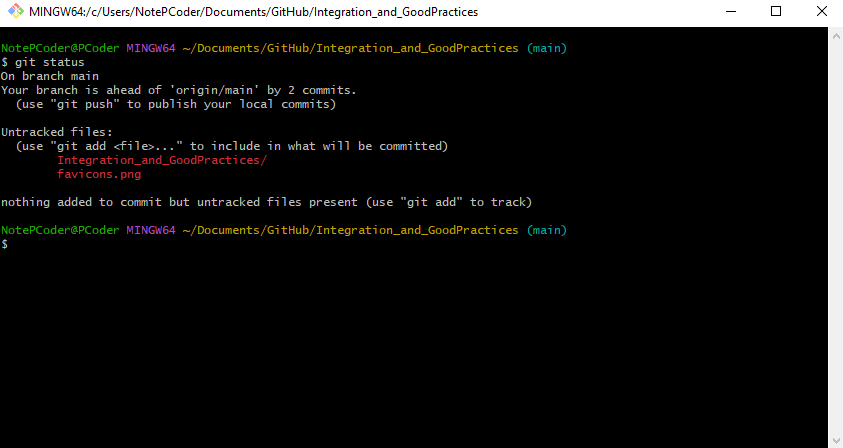 MINGW64:/c/Users/NotePCoder/Documents/GitHub/Integration_and_GoodPractices
NotePCoder@PCoder MINGW64 ~/Documents/GitHub/Integration_and_GoodPractices (main)
$ git status
On branch main
Your branch is ahead of 'origin/main' by 2 commits.
  (use "git push" to publish your local commits)

Untracked files:
  (use "git add <file>..." to include in what will be committed)
        Integration_and_GoodPractices/
        favicons.png

nothing added to commit but untracked files present (use "git add" to track)

NotePCoder@PCoder MINGW64 ~/Documents/GitHub/Integration_and_GoodPractices (main)
$